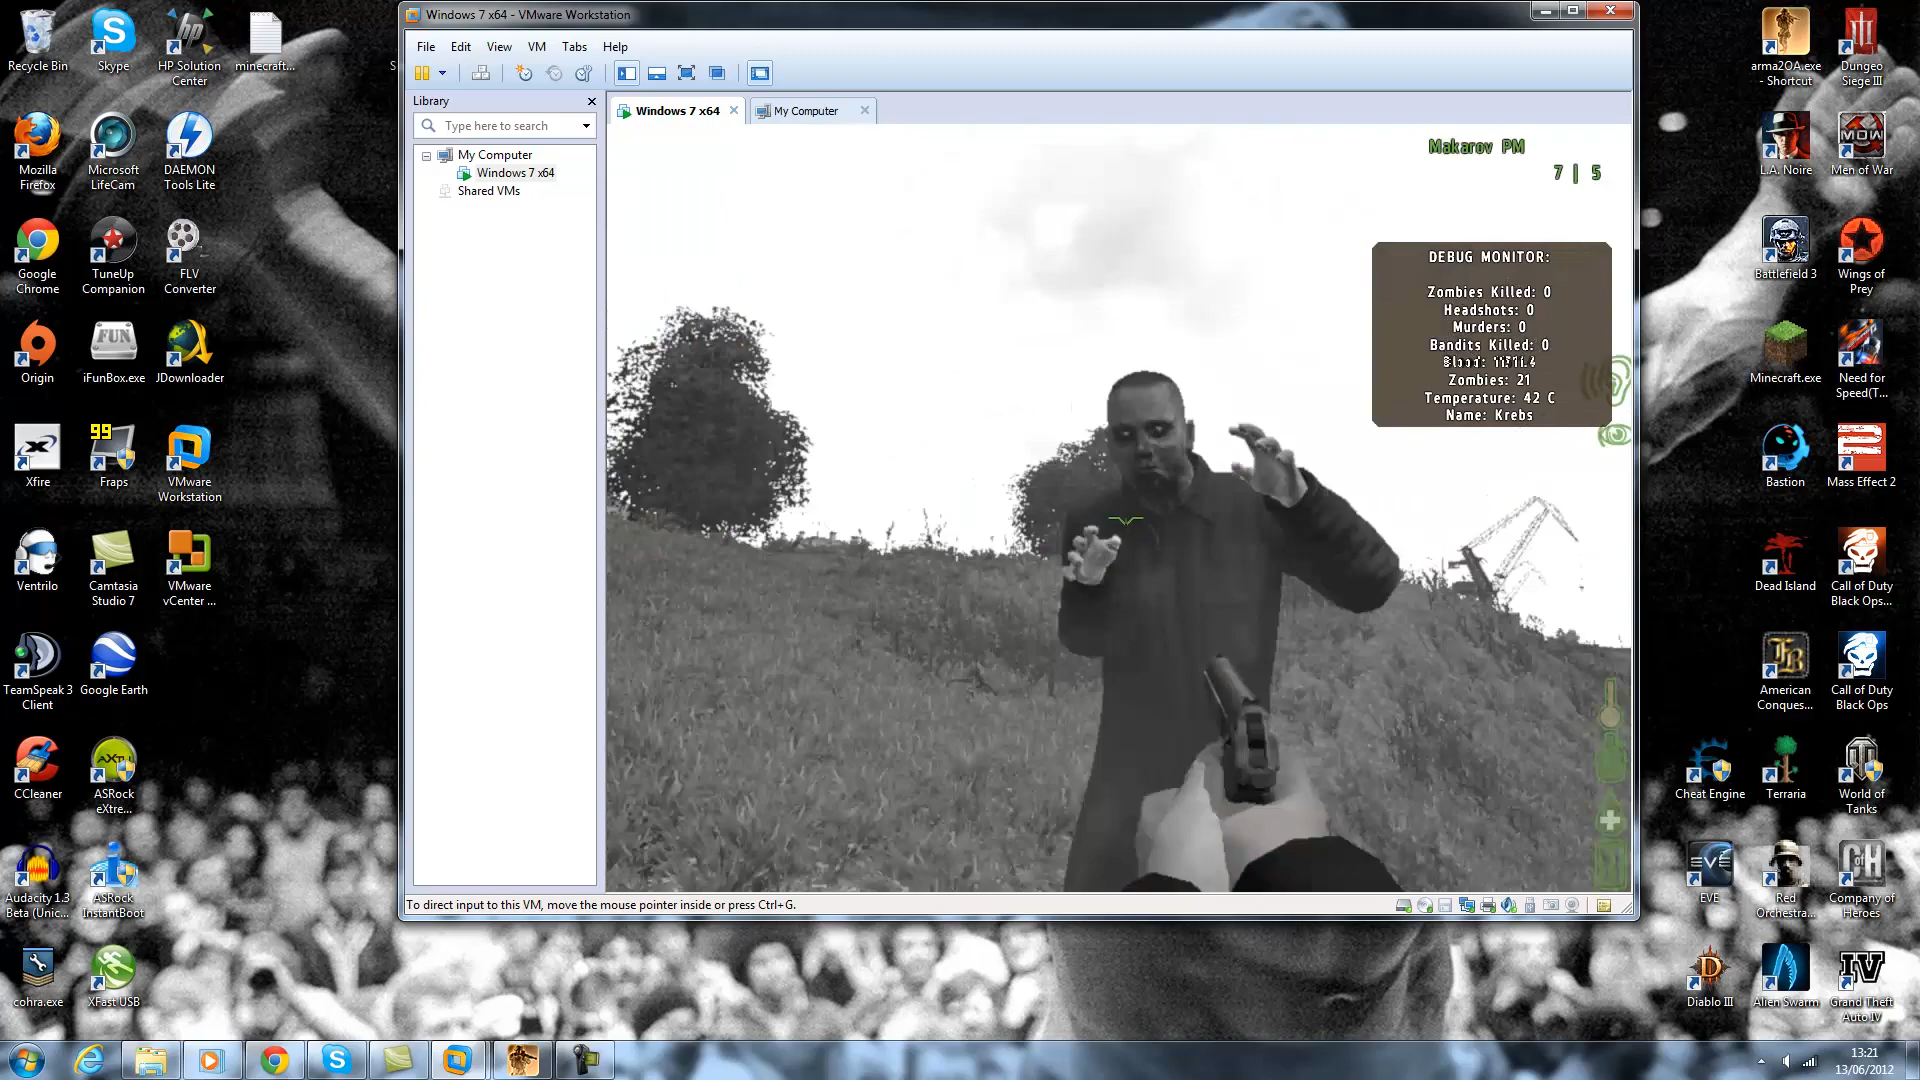 Windows 7 x64 - VMware Workstation
File Edit View VM Tabs Help
Library
Type here to search
My Computer
Windows 7 x64
Shared VMs
Windows 7 x64
My Computer
Makarov PM
7 | 5
DEBUG MONITOR:
Zombies Killed: 0
Headshots: 0
Murders: 0
Bandits Killed: 0
Zombies: 21
Temperature: 42 C
Name: Krebs
To direct input to this VM, move the mouse pointer inside or press Ctrl+G.
Recycle Bin
Skype
HP Solution
Center
minecraft...
S
Mozilla
Firefox
Microsoft
LifeCam
DAEMON
Tools Lite
Google
Chrome
TuneUp
Companion
FLV
Converter
Origin
FUN
iFunBox.exe
JDownloader
Xfire
99
Fraps
VMware
Workstation
Ventrilo
Camtasia
Studio 7
VMware
vCenter ...
TeamSpeak 3
Client
Google Earth
CCleaner
AXTU
ASRock
eXtre...
Audacity 1.3
Beta (Unic...
ASRock
InstantBoot
cohra.exe
XFast USB
arma2OA.exe
- Shortcut
Dungeo
Siege III
L.A. Noire
MOW
Men of War
Battlefield 3
Wings of
Prey
Minecraft.exe
Need for
Speed(T...
Bastion
Mass Effect 2
Dead Island
Call of Duty
Black Ops...
American
Conques...
Call of Duty
Black Ops
Cheat Engine
Terraria
World of
Tanks
EVE
EVE
Red
Orchestra...
Company of
Heroes
Diablo III
Alien Swarm
IV
Grand Theft
Auto IV
13:21
13/06/2012